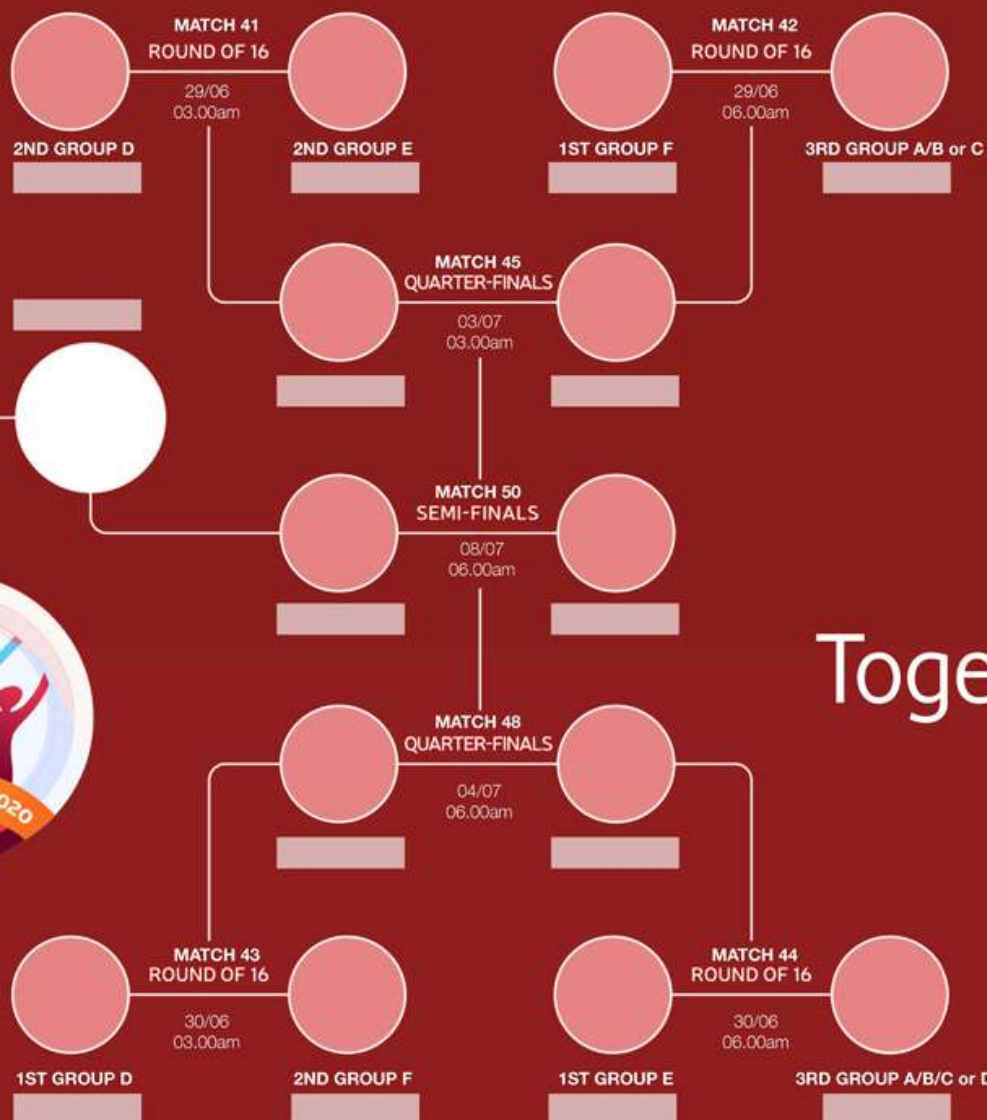 MATCH 41
ROUND OF 16
29/06
03.00am
2ND GROUP D
2ND GROUP E
MATCH 42
ROUND OF 16
29/06
06.00am
1ST GROUP F
3RD GROUP A/B or C
MATCH 45
QUARTER-FINALS
03/07
03.00am
MATCH 50
SEMI-FINALS
08/07
06.00am
Toge
MATCH 48
QUARTER-FINALS
04/07
06.00am
2020
MATCH 43
ROUND OF 16
30/06
03.00am
1ST GROUP D
2ND GROUP F
MATCH 44
ROUND OF 16
30/06
06.00am
1ST GROUP E
3RD GROUP A/B/C or D